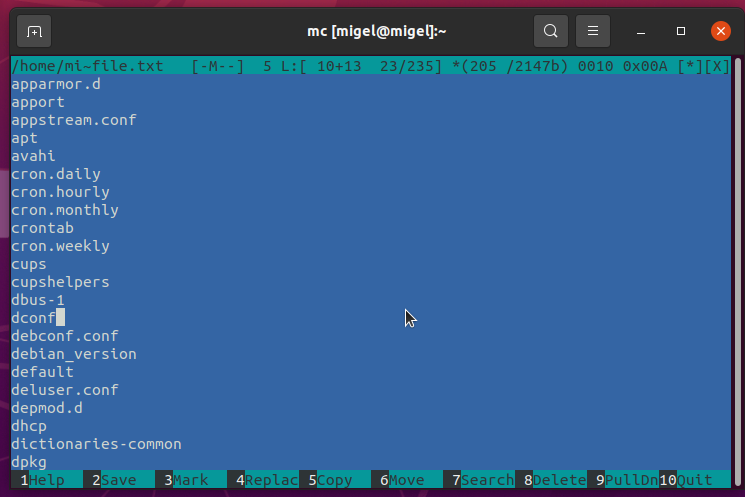 mc [migel@migel]:~
/home/mi~file.txt   [-M--]  5 L:[ 10+13  23/235] *(205 /2147b) 0010 0x00A [*][X]
apparmor.d
apport
appstream.conf
apt
avahi
cron.daily
cron.hourly
cron.monthly
crontab
cron.weekly
cups
cupshelpers
dbus-1
dconf
debconf.conf
debian_version
default
deluser.conf
depmod.d
dhcp
dictionaries-common
dpkg
1Help 2Save 3Mark 4Replac 5Copy 6Move 7Search 8Delete 9PullDn 10Quit